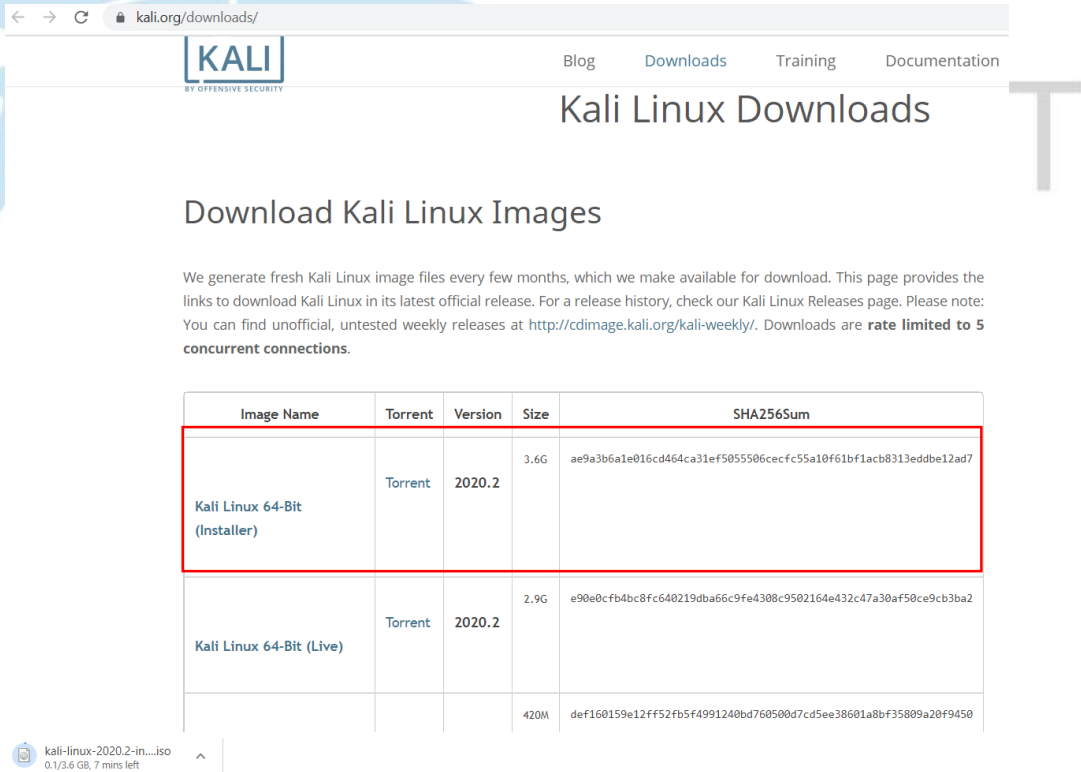 kali.org/downloads/
KALI
BY OFFENSIVE SECURITY
Blog Downloads Training Documentation
Kali Linux Downloads
T
Download Kali Linux Images
We generate fresh Kali Linux image files every few months, which we make available for download. This page provides the
links to download Kali Linux in its latest official release. For a release history, check our Kali Linux Releases page. Please note:
You can find unofficial, untested weekly releases at http://cdimage.kali.org/kali-weekly/. Downloads are rate limited to 5
concurrent connections.
Image Name Torrent Version Size SHA256Sum
3.6G ae9a3b6a1e016cd464ca31ef5055506cecfc55a10f61bf1acb8313eddbe12ad7
Torrent 2020.2
Kali Linux 64-Bit
(Installer)
2.9G e90e0cfb4bc8fc640219dba66c9fe4308c9502164e432c47a30af50ce9cb3ba2
Torrent 2020.2
Kali Linux 64-Bit (Live)
420M def160159e12ff52fb5f4991240bd760500d7cd5ee38601a8bf35809a20f9450
kali-linux-2020.2-in....iso
0.1/3.6 GB, 7 mins left